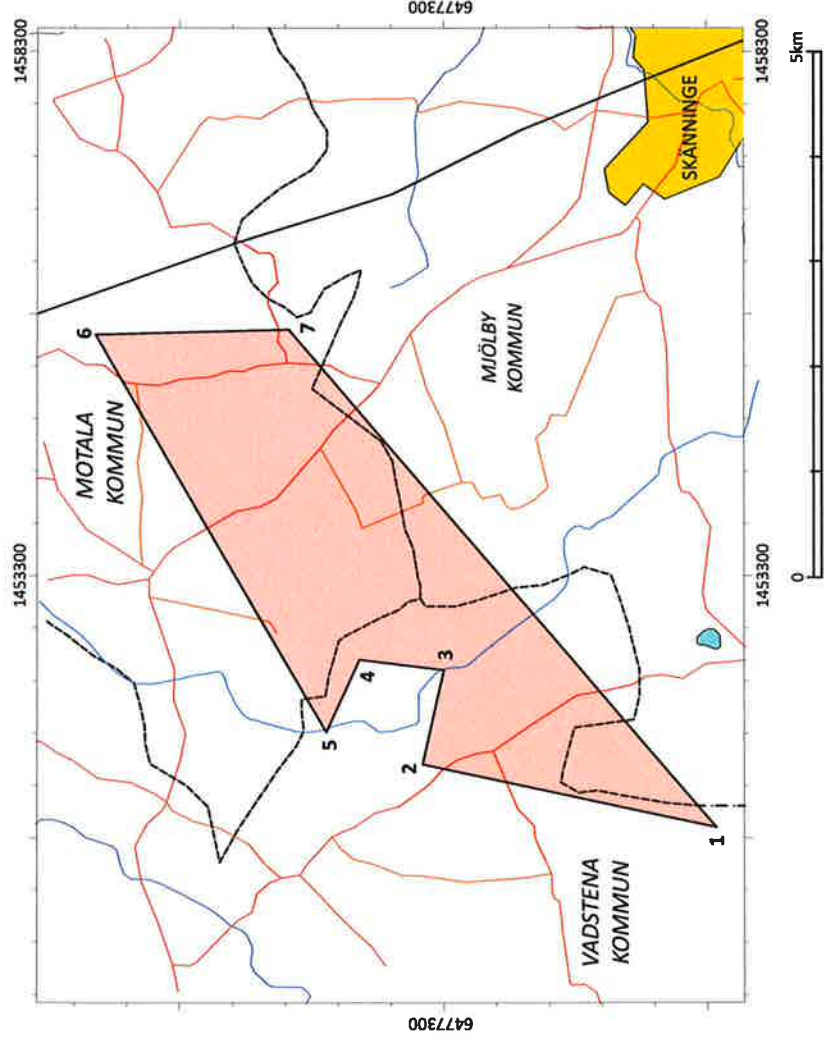 1453300
1458300
6477300
6477300
MOTALA
KOMMUN
6
7
5
4
3
2
1
MJÖLBY
KOMMUN
SKÄNNINGE
VADSTENA
KOMMUN
1453300
1458300
0
5km